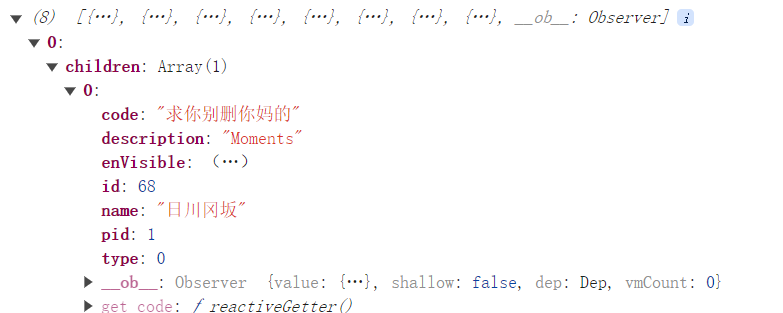 (8) [{…}, {…}, {…}, {…}, {…}, {…}, {…}, {…}, __ob__: Observer] i
0:
children: Array(1)
0:
code: "求你别删你妈的"
description: "Moments"
enVisible: (…)
id: 68
name: "日川冈坂"
pid: 1
type: 0
__ob__: Observer {value: {…}, shallow: false, dep: Dep, vmCount: 0}
get code: ƒ reactiveGetter()